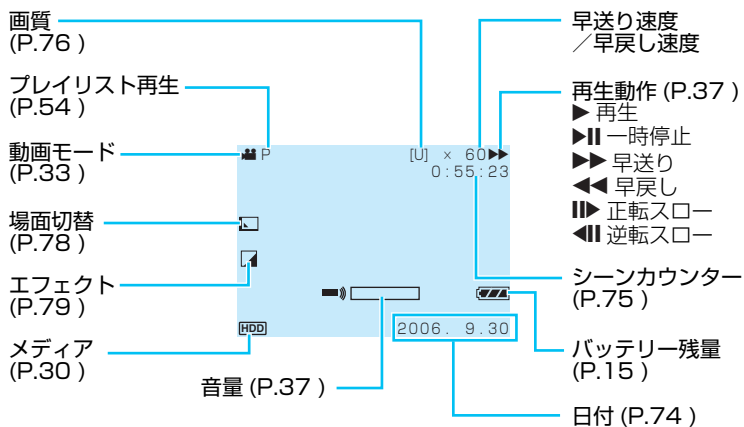 画質
(P.76 )
プレイリスト再生
(P.54 )
動画モード
(P.33 )
場面切替
(P.78 )
エフェクト
(P.79 )
メディア
(P.30 )
P
[U] × 60▶▶
0:55:23
HDD
2006. 9.30
音量 (P.37 )
早送り速度
／早戻し速度
再生動作 (P.37 )
▶ 再生
▶II 一時停止
▶▶ 早送り
◀◀ 早戻し
II▶ 正転スロー
◀II 逆転スロー
シーンカウンター
(P.75 )
バッテリー残量
(P.15 )
日付 (P.74 )